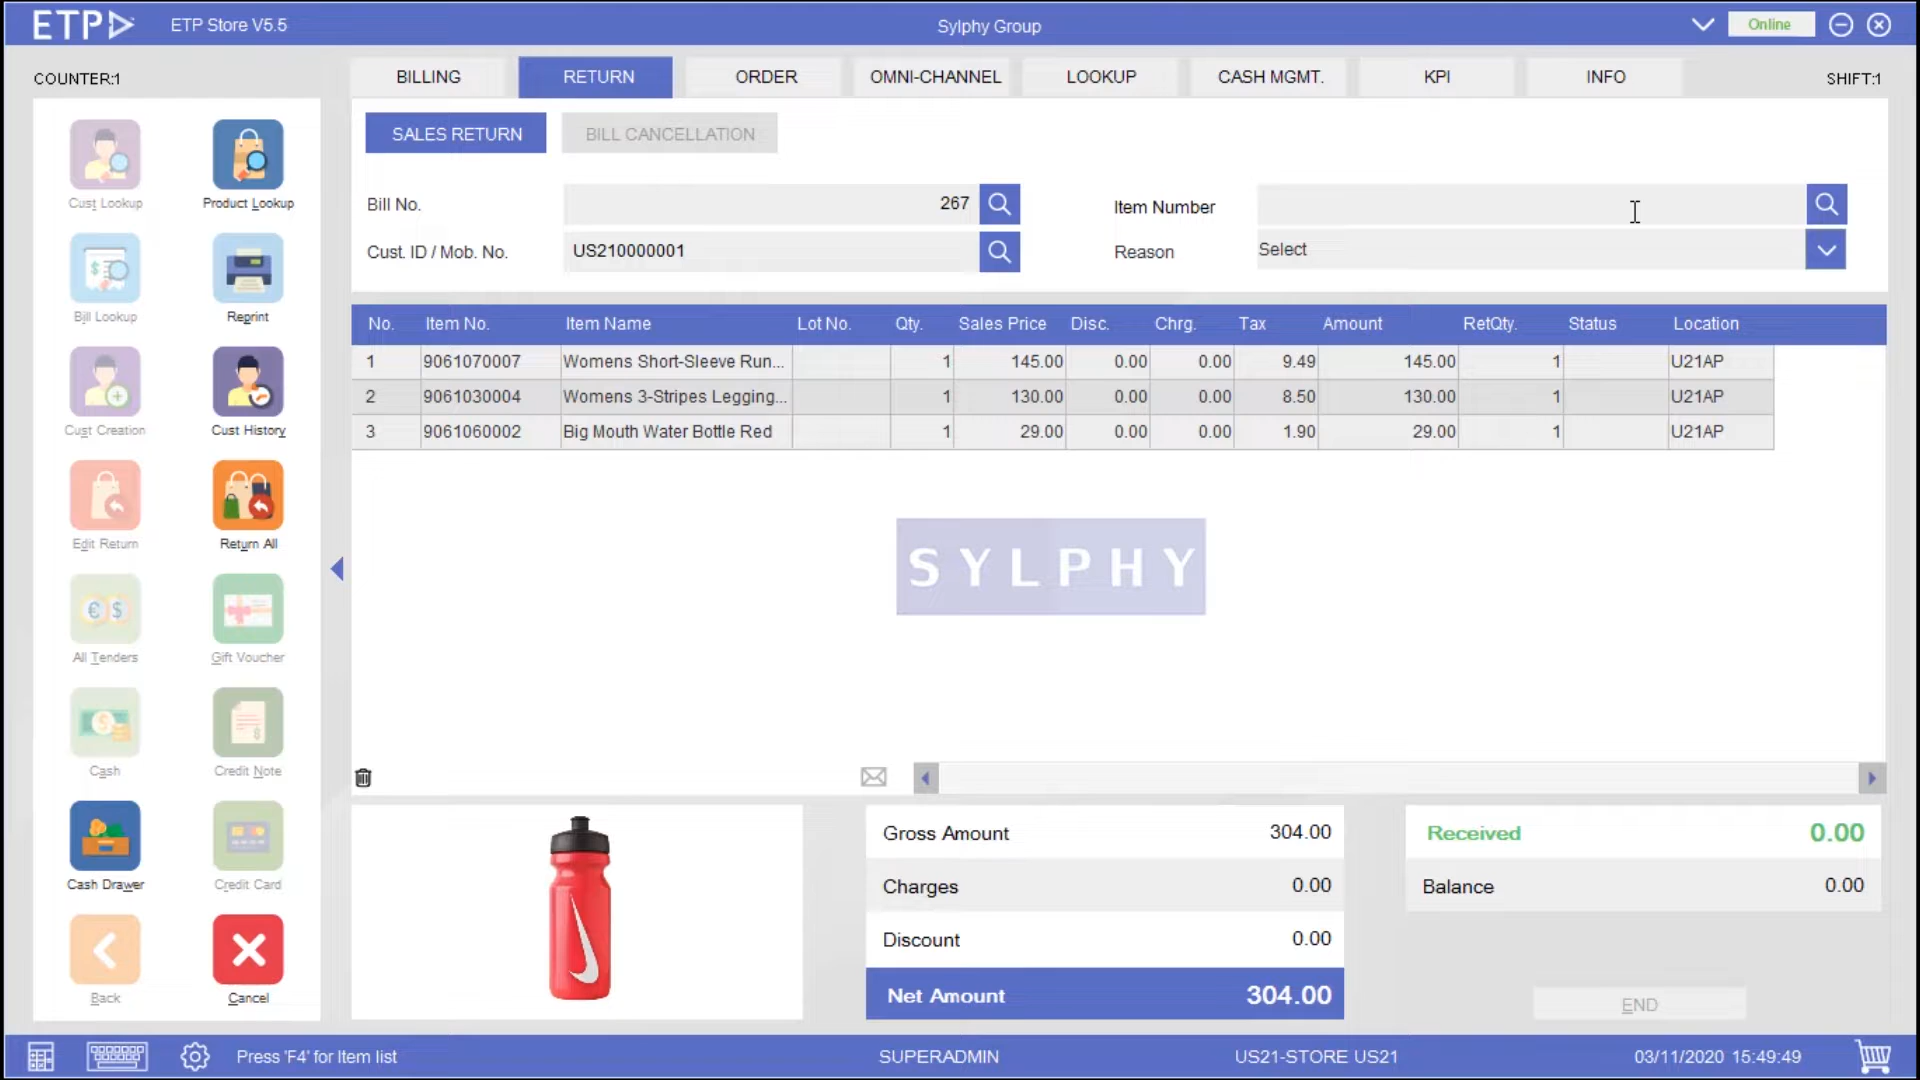 ETP
ETP Store V5.5
Sylphy Group
Online
COUNTER:1
BILLING
RETURN
ORDER
OMNI-CHANNEL
LOOKUP
CASH MGMT.
KPI
INFO
SHIFT:1
Cust Lookup
Product Lookup
Bill Lookup
Reprint
Cust Creation
Cust History
Edit Return
Return All
All Tenders
Gift Voucher
Cash
Credit Note
Cash Drawer
Credit Card
Back
Cancel
SALES RETURN
BILL CANCELLATION
Bill No.
267
Item Number
Cust. ID / Mob. No.
US210000001
Reason
Select
No. Item No. Item Name Lot No. Qty. Sales Price Disc. Chrg. Tax Amount RetQty. Status Location
1 9061070007 Womens Short-Sleeve Run... 1 145.00 0.00 0.00 9.49 145.00 1 U21AP
2 9061030004 Womens 3-Stripes Legging... 1 130.00 0.00 0.00 8.50 130.00 1 U21AP
3 9061060002 Big Mouth Water Bottle Red 1 29.00 0.00 0.00 1.90 29.00 1 U21AP
SYLPHY
Gross Amount 304.00
Charges 0.00
Discount 0.00
Net Amount 304.00
Received 0.00
Balance 0.00
END
Press 'F4' for Item list
SUPERADMIN
US21-STORE US21
03/11/2020 15:49:49